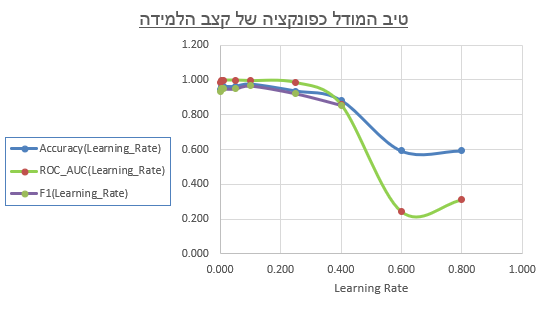 טיב המודל כפונקציה של קצב הלמידה
1.200
1.000
0.800
0.600
0.400
0.200
0.000
0.000 0.200 0.400 0.600 0.800 1.000
Learning Rate
Accuracy(Learning_Rate)
ROC_AUC(Learning_Rate)
F1(Learning_Rate)